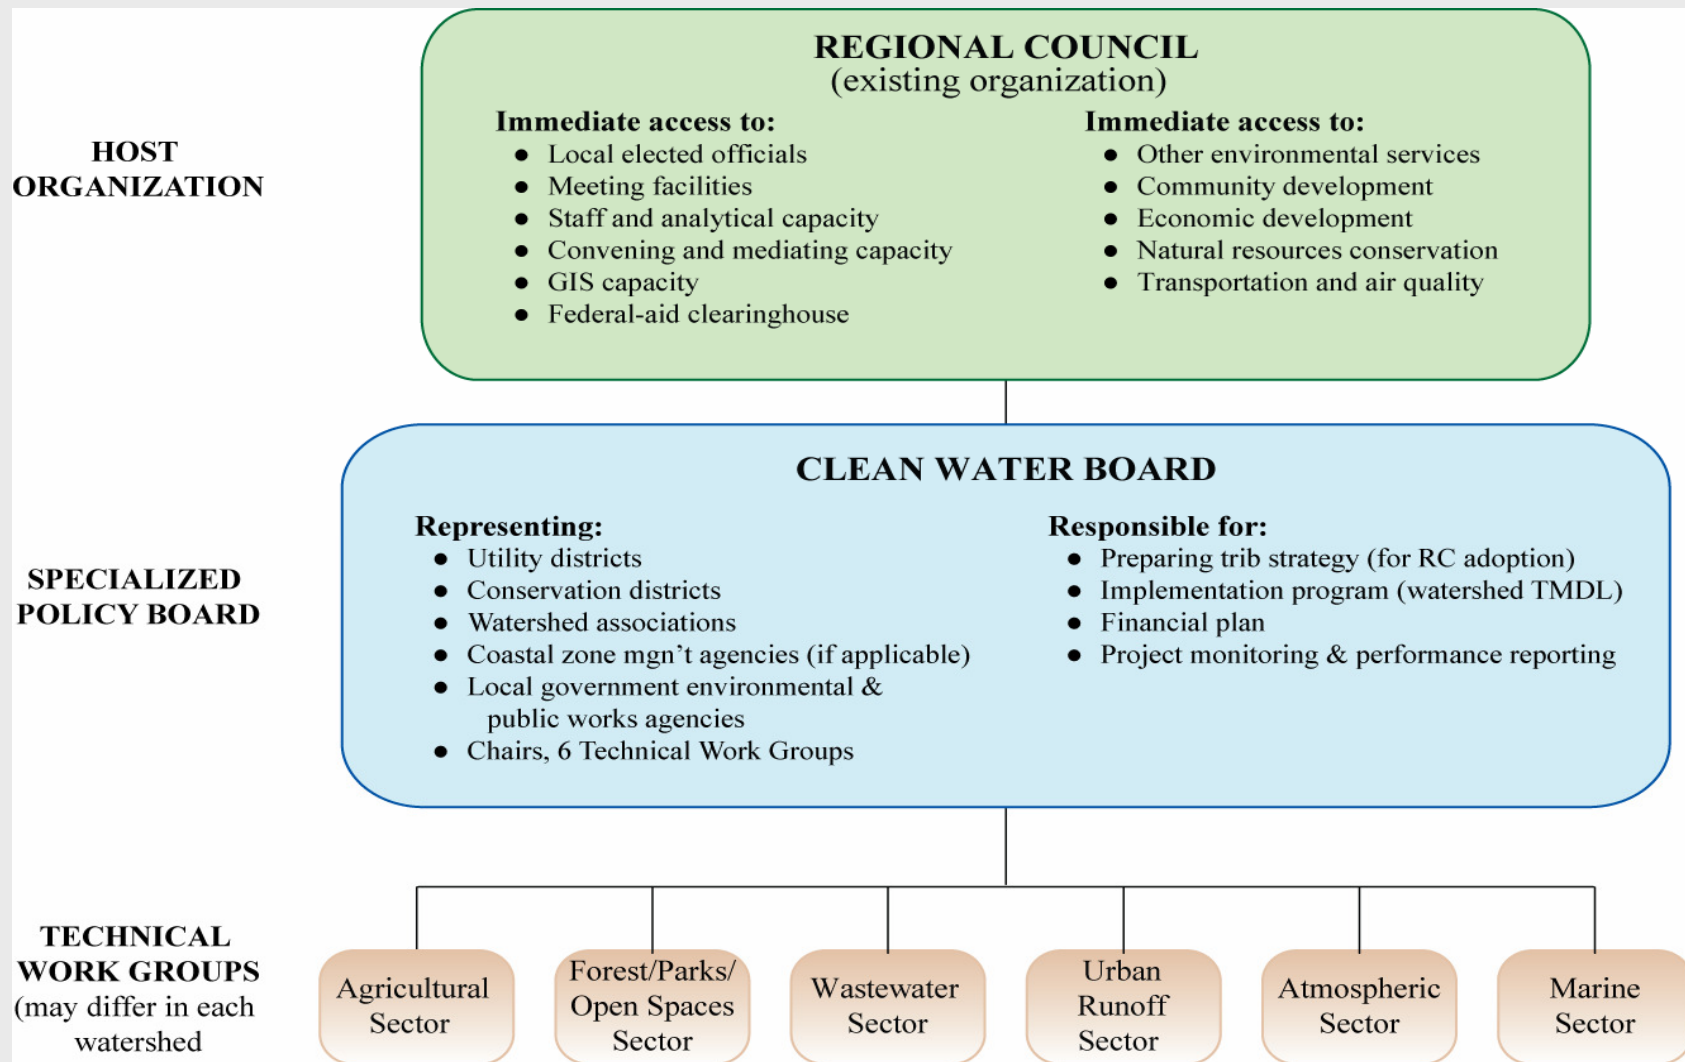 REGIONAL COUNCIL
(existing organization)
HOST
ORGANIZATION
Immediate access to:
● Local elected officials
● Meeting facilities
● Staff and analytical capacity
● Convening and mediating capacity
● GIS capacity
● Federal-aid clearinghouse
Immediate access to:
● Other environmental services
● Community development
● Economic development
● Natural resources conservation
● Transportation and air quality
CLEAN WATER BOARD
SPECIALIZED
POLICY BOARD
Representing:
● Utility districts
● Conservation districts
● Watershed associations
● Coastal zone mgn't agencies (if applicable)
● Local government environmental &
public works agencies
● Chairs, 6 Technical Work Groups
Responsible for:
● Preparing trib strategy (for RC adoption)
● Implementation program (watershed TMDL)
● Financial plan
● Project monitoring & performance reporting
TECHNICAL
WORK GROUPS
(may differ in each
watershed
Agricultural
Sector
Forest/Parks/
Open Spaces
Sector
Wastewater
Sector
Urban
Runoff
Sector
Atmospheric
Sector
Marine
Sector